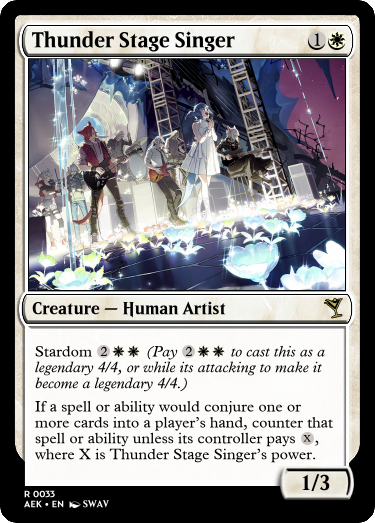 Thunder Stage Singer 1
Creature — Human Artist
Stardom 2 (Pay 2 to cast this as a
legendary 4/4, or while its attacking to make it
become a legendary 4/4.)
If a spell or ability would conjure one or
more cards into a player's hand, counter that
spell or ability unless its controller pays X,
where X is Thunder Stage Singer's power.
1/3
R 0033
AEK • EN SWAV